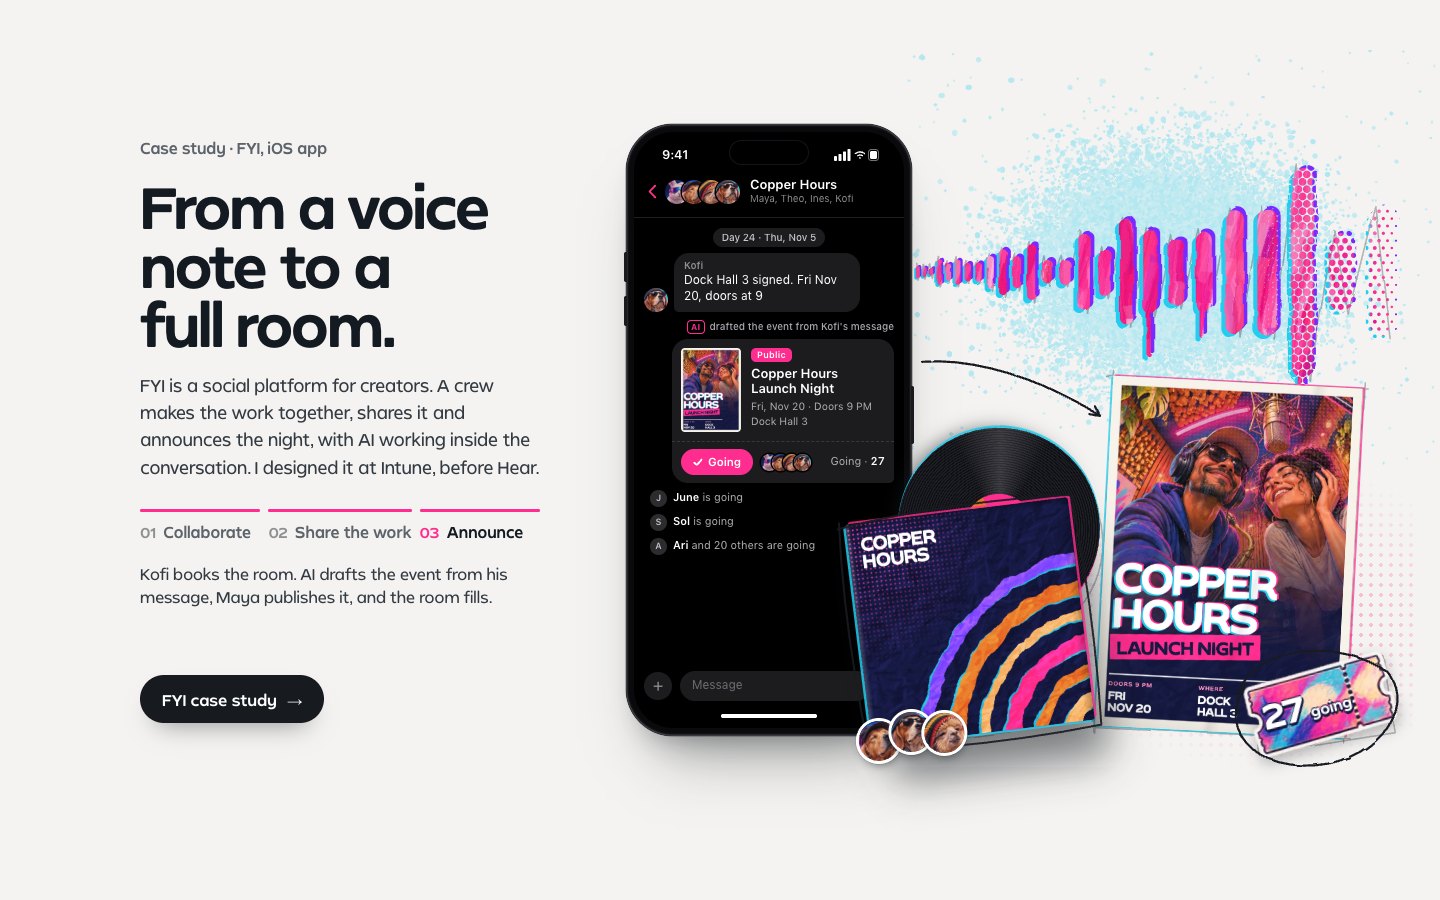 Case study · FYI, iOS app
From a voice
note to a
full room.
FYI is a social platform for creators. A crew
makes the work together, shares it and
announces the night, with AI working inside the
conversation. I designed it at Intune, before Hear.
01 Collaborate
02 Share the work
03 Announce
Kofi books the room. AI drafts the event from his
message, Maya publishes it, and the room fills.
FYI case study →
9:41
Copper Hours
Maya, Theo, Ines, Kofi
Day 24 · Thu, Nov 5
Kofi
Dock Hall 3 signed. Fri Nov
20, doors at 9
AI drafted the event from Kofi's message
COPPER
HOURS
LAUNCH NIGHT
Public
Copper Hours
Launch Night
Fri, Nov 20 · Doors 9 PM
Dock Hall 3
Going
Going · 27
J June is going
S Sol is going
A Ari and 20 others are going
Message
COPPER
HOURS
COPPER
HOURS
LAUNCH NIGHT
DOORS 9 PM
FRI
NOV 20
WHERE
DOCK
HALL 3
27 going